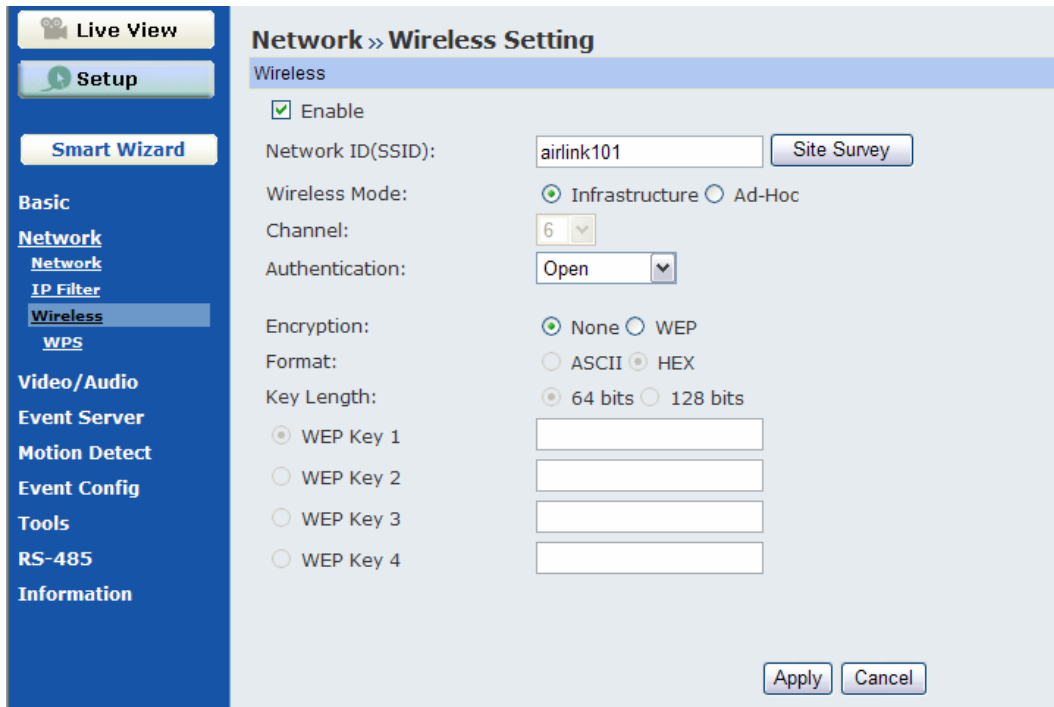 Live View
Setup
Smart Wizard
Basic
Network
Network
IP Filter
Wireless
WPS
Video/Audio
Event Server
Motion Detect
Event Config
Tools
RS-485
Information
Network » Wireless Setting
Wireless
Enable
Network ID(SSID): airlink101 Site Survey
Wireless Mode: Infrastructure Ad-Hoc
Channel: 6
Authentication: Open
Encryption: None WEP
Format: ASCII HEX
Key Length: 64 bits 128 bits
WEP Key 1
WEP Key 2
WEP Key 3
WEP Key 4
Apply Cancel